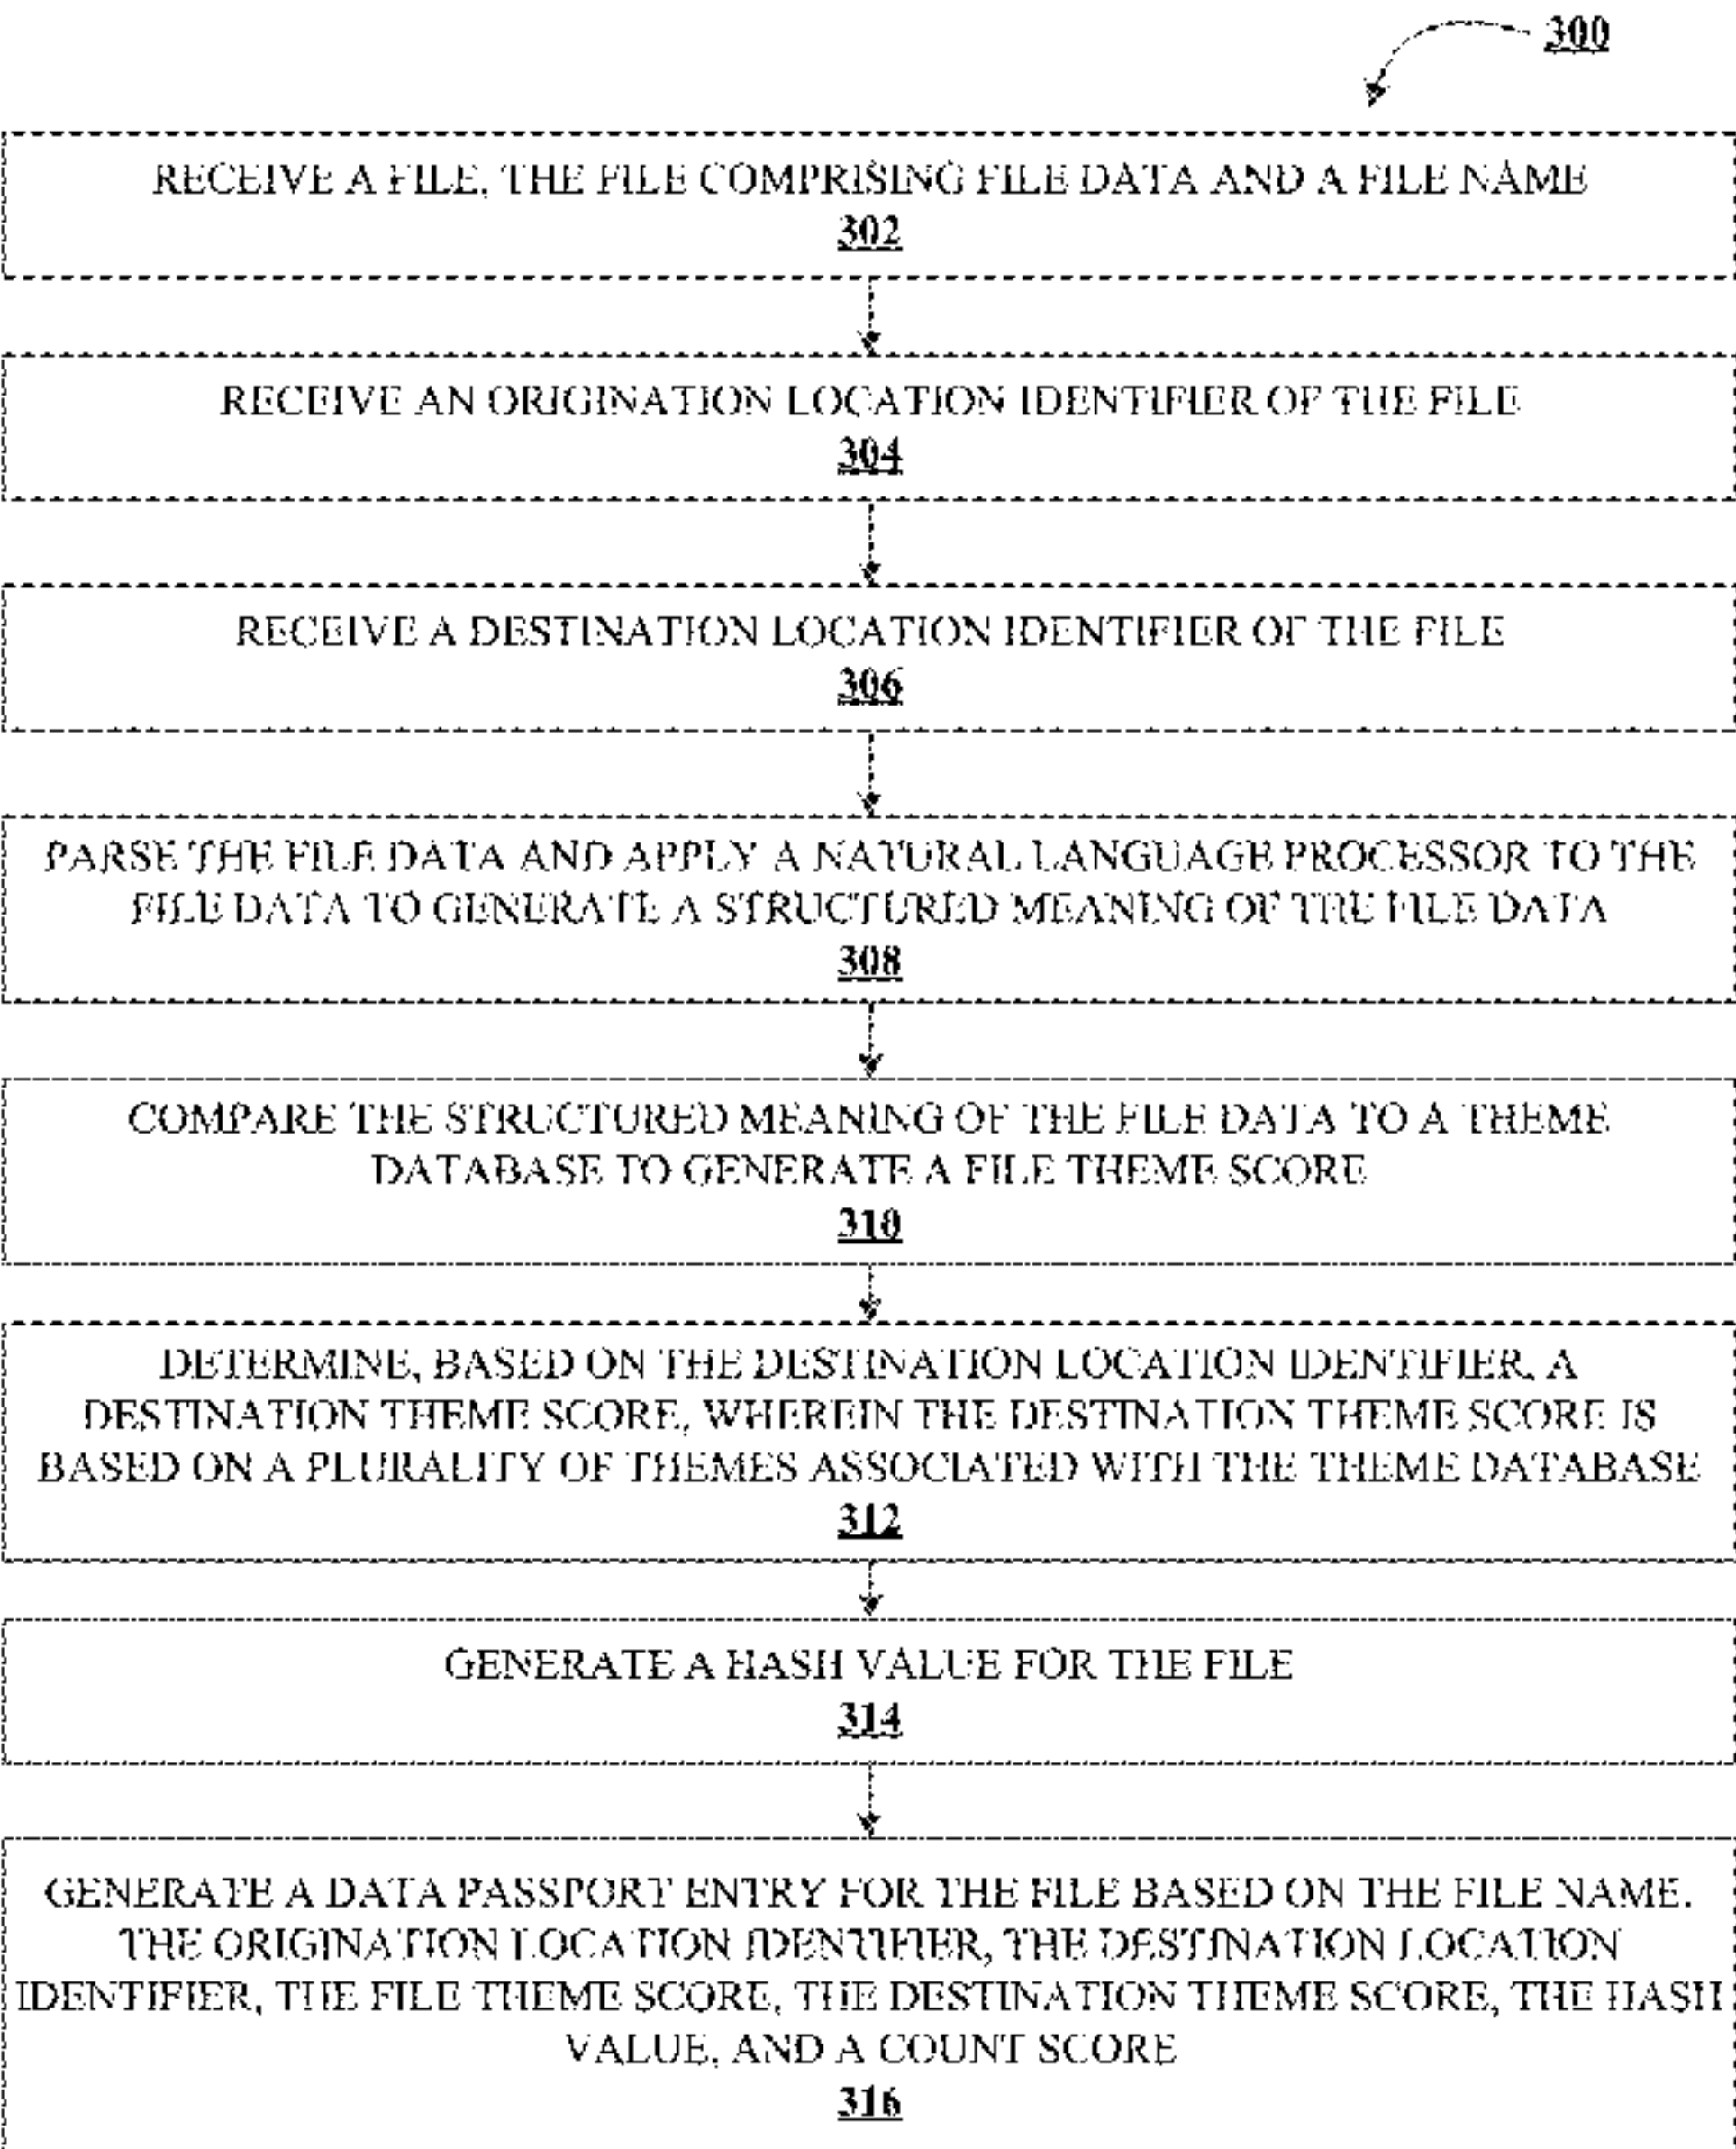 300
RECEIVE A FILE, THE FILE COMPRISING FILE DATA AND A FILE NAME
302
RECEIVE AN ORIGINATION LOCATION IDENTIFIER OF THE FILE
304
RECEIVE A DESTINATION LOCATION IDENTIFIER OF THE FILE
306
PARSE THE FILE DATA AND APPLY A NATURAL LANGUAGE PROCESSOR TO THE
FILE DATA TO GENERATE A STRUCTURED MEANING OF THE FILE DATA
308
COMPARE THE STRUCTURED MEANING OF THE FILE DATA TO A THEME
DATABASE TO GENERATE A FILE THEME SCORE
310
DETERMINE, BASED ON THE DESTINATION LOCATION IDENTIFIER, A
DESTINATION THEME SCORE, WHEREIN THE DESTINATION THEME SCORE IS
BASED ON A PLURALITY OF THEMES ASSOCIATED WITH THE THEME DATABASE
312
GENERATE A HASH VALUE FOR THE FILE
314
GENERATE A DATA PASSPORT ENTRY FOR THE FILE BASED ON THE FILE NAME,
THE ORIGINATION LOCATION IDENTIFIER, THE DESTINATION LOCATION
IDENTIFIER, THE FILE THEME SCORE, THE DESTINATION THEME SCORE, THE HASH
VALUE, AND A COUNT SCORE
316